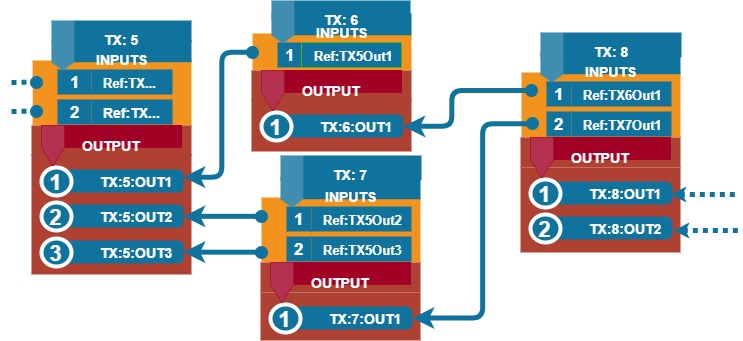 TX: 5
INPUTS
1 Ref:TX...
2 Ref:TX...
OUTPUT
1 TX:5:OUT1
2 TX:5:OUT2
3 TX:5:OUT3
TX: 6
INPUTS
1 Ref:TX5Out1
OUTPUT
1 TX:6:OUT1
TX: 7
INPUTS
1 Ref:TX5Out2
2 Ref:TX5Out3
OUTPUT
1 TX:7:OUT1
TX: 8
INPUTS
1 Ref:TX6Out1
2 Ref:TX7Out1
OUTPUT
1 TX:8:OUT1
2 TX:8:OUT2